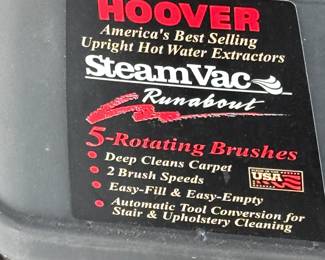 HOOVER
America's Best Selling
Upright Hot Water Extractors
SteamVac
Runabout
5-Rotating Brushes
• Deep Cleans Carpet
• 2 Brush Speeds
• Easy-Fill & Easy-Empty
• Automatic Tool Conversion for
Stair & Upholstery Cleaning
USA